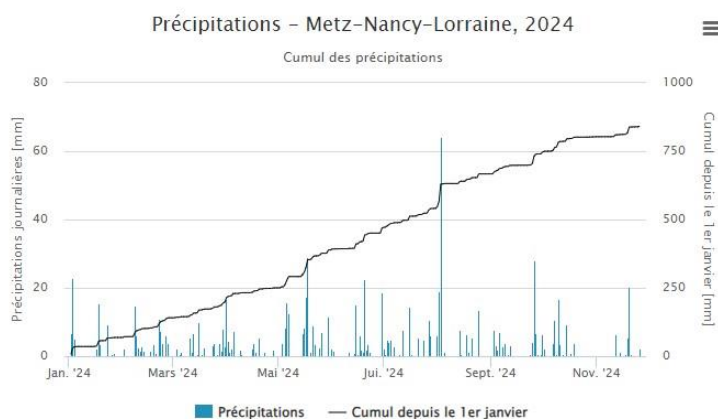 Précipitations - Metz-Nancy-Lorraine, 2024
Cumul des précipitations
Précipitations journalières [mm]
80
60
40
20
0
1000
750
500
250
0
Cumul depuis le 1er janvier [mm]
Jan. '24
Mars '24
Mai '24
Jul. '24
Sept. '24
Nov. '24
Précipitations
Cumul depuis le 1er janvier